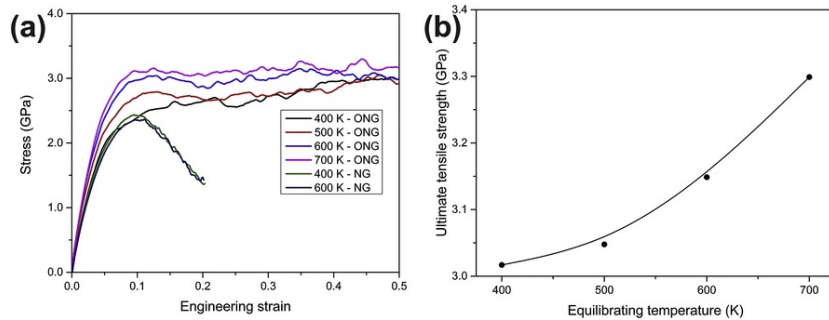 (a)
4.0
3.0
2.0
1.0
0.0
Stress (GPa)
400 K - ONG
500 K - ONG
600 K - ONG
700 K - ONG
400 K - NG
600 K - NG
0.0 0.1 0.2 0.3 0.4 0.5
Engineering strain
(b)
3.4
3.3
3.2
3.1
3.0
Ultimate tensile strength (GPa)
400 500 600 700
Equilibrating temperature (K)